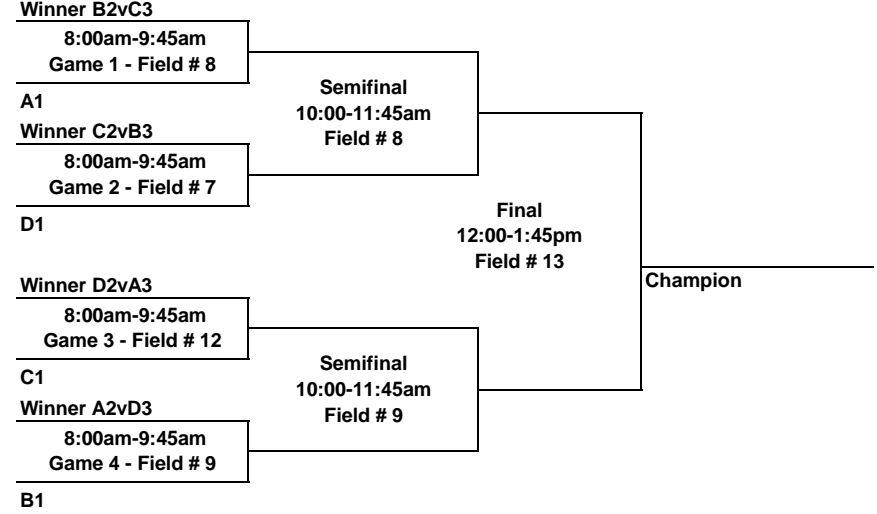 Winner B2vC3
8:00am-9:45am
Game 1 - Field # 8
A1
Winner C2vB3
8:00am-9:45am
Game 2 - Field # 7
D1
Semifinal
10:00-11:45am
Field # 8
Final
12:00-1:45pm
Field # 13
Champion
Winner D2vA3
8:00am-9:45am
Game 3 - Field # 12
C1
Winner A2vD3
8:00am-9:45am
Game 4 - Field # 9
B1
Semifinal
10:00-11:45am
Field # 9